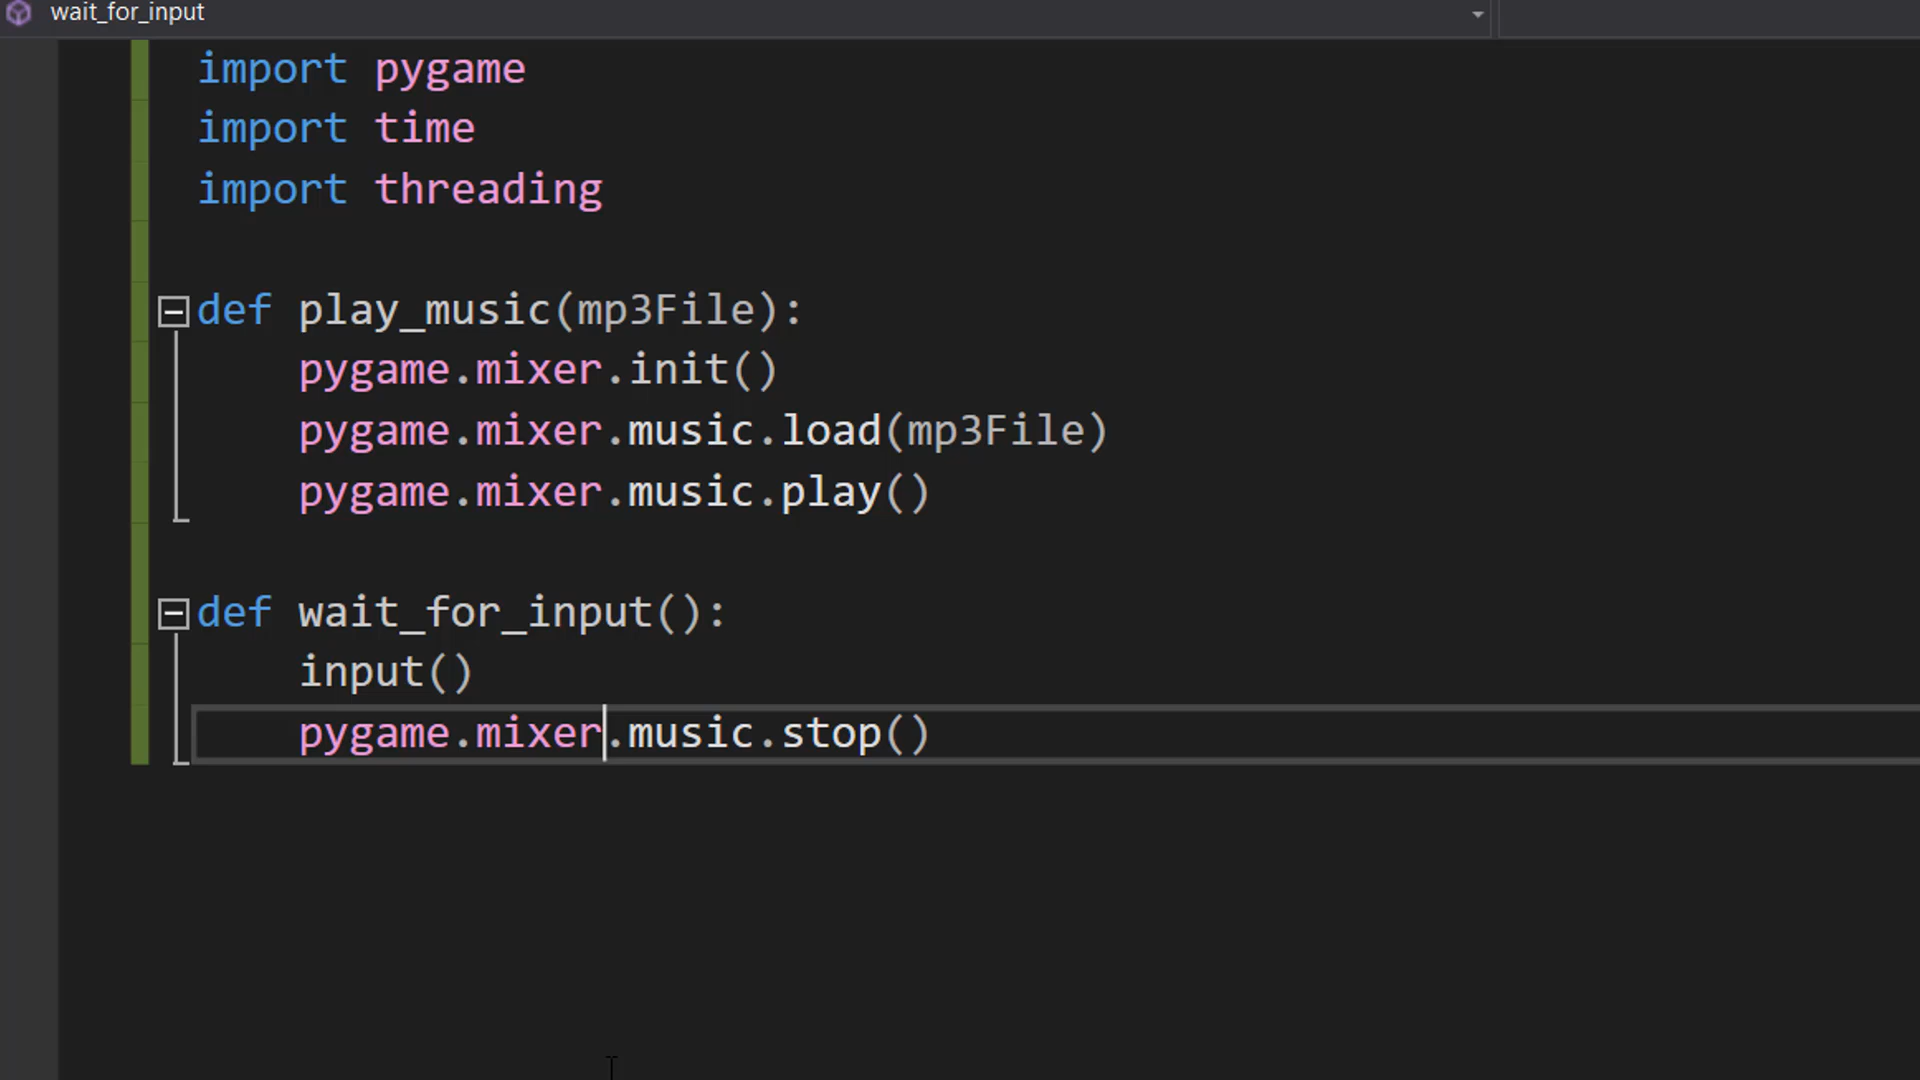 wait_for_input
import pygame
import time
import threading
def play_music(mp3File):
    pygame.mixer.init()
    pygame.mixer.music.load(mp3File)
    pygame.mixer.music.play()
def wait_for_input():
    input()
    pygame.mixer.music.stop()